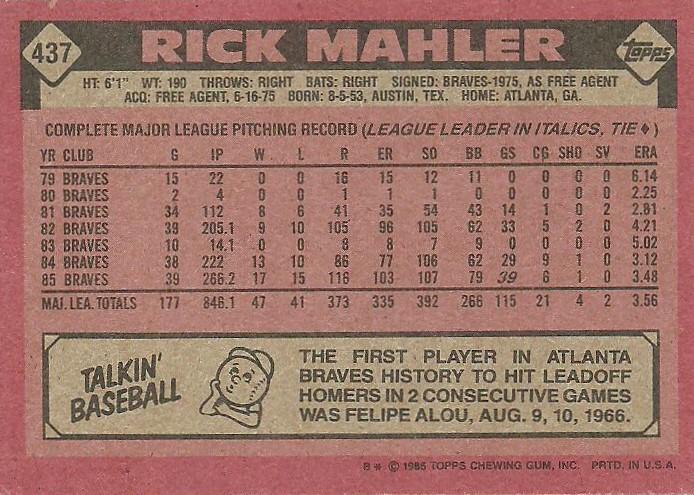 437 RICK MAHLER topps
HT: 6'1" WT: 190 THROWS: RIGHT BATS: RIGHT SIGNED: BRAVES-1975, AS FREE AGENT
ACQ: FREE AGENT, 6-16-75 BORN: 8-5-53, AUSTIN, TEX. HOME: ATLANTA, GA.
COMPLETE MAJOR LEAGUE PITCHING RECORD (LEAGUE LEADER IN ITALICS, TIE ♦)
YR CLUB G IP W L R ER SO BB GS CG SHO SV ERA
79 BRAVES 15 22 0 0 16 15 12 11 0 0 0 0 6.14
80 BRAVES 2 4 0 0 1 1 1 0 0 0 0 0 2.25
81 BRAVES 34 112 8 6 41 35 54 43 14 1 0 2 2.81
82 BRAVES 39 205.1 9 10 105 96 105 62 33 5 2 0 4.21
83 BRAVES 10 14.1 0 0 8 8 7 9 0 0 0 0 5.02
84 BRAVES 38 222 13 10 86 77 106 62 29 9 1 0 3.12
85 BRAVES 39 266.2 17 15 116 103 107 79 39 6 1 0 3.48
MAJ. LEA. TOTALS 177 846.1 47 41 373 335 392 266 115 21 4 2 3.56
TALKIN'
BASEBALL
THE FIRST PLAYER IN ATLANTA
BRAVES HISTORY TO HIT LEADOFF
HOMERS IN 2 CONSECUTIVE GAMES
WAS FELIPE ALOU, AUG. 9, 10, 1966.
B* © 1986 TOPPS CHEWING GUM, INC. PRTD. IN U.S.A.